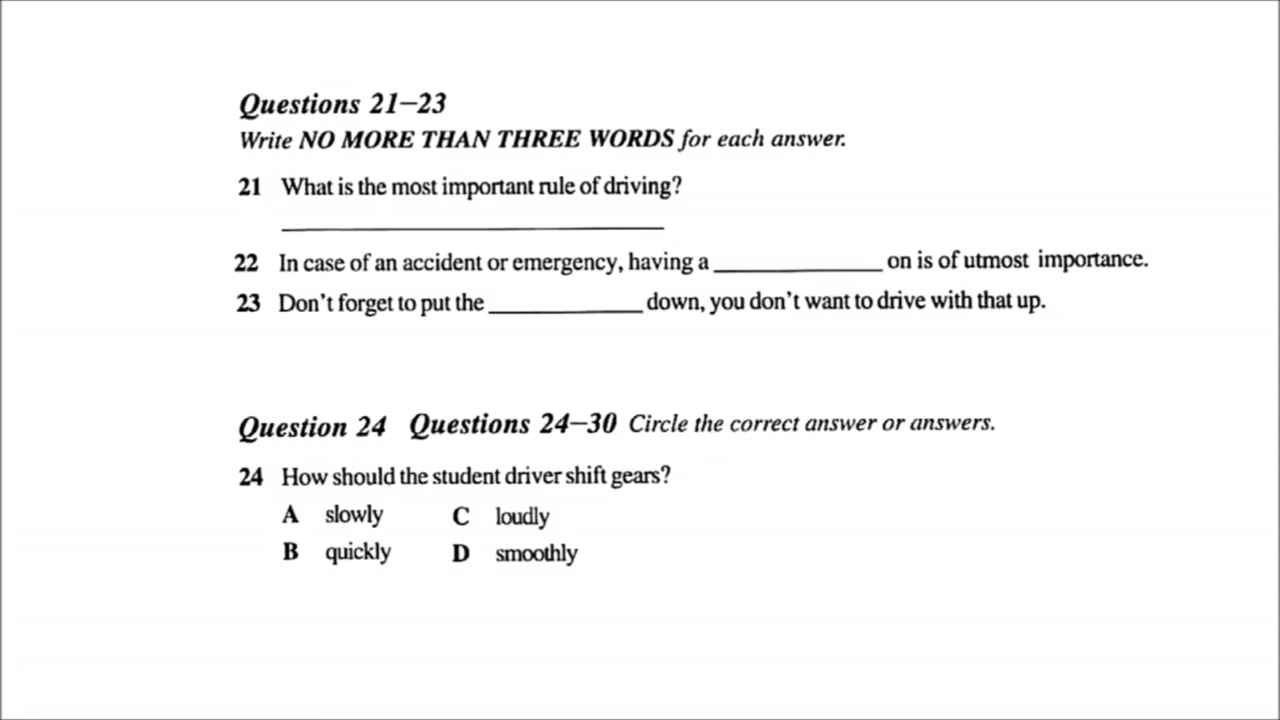 Questions 21–23
Write NO MORE THAN THREE WORDS for each answer.
21 What is the most important rule of driving?
22 In case of an accident or emergency, having a ____________ on is of utmost importance.
23 Don't forget to put the ____________ down, you don't want to drive with that up.
Question 24 Questions 24–30 Circle the correct answer or answers.
24 How should the student driver shift gears?
A slowly C loudly
B quickly D smoothly